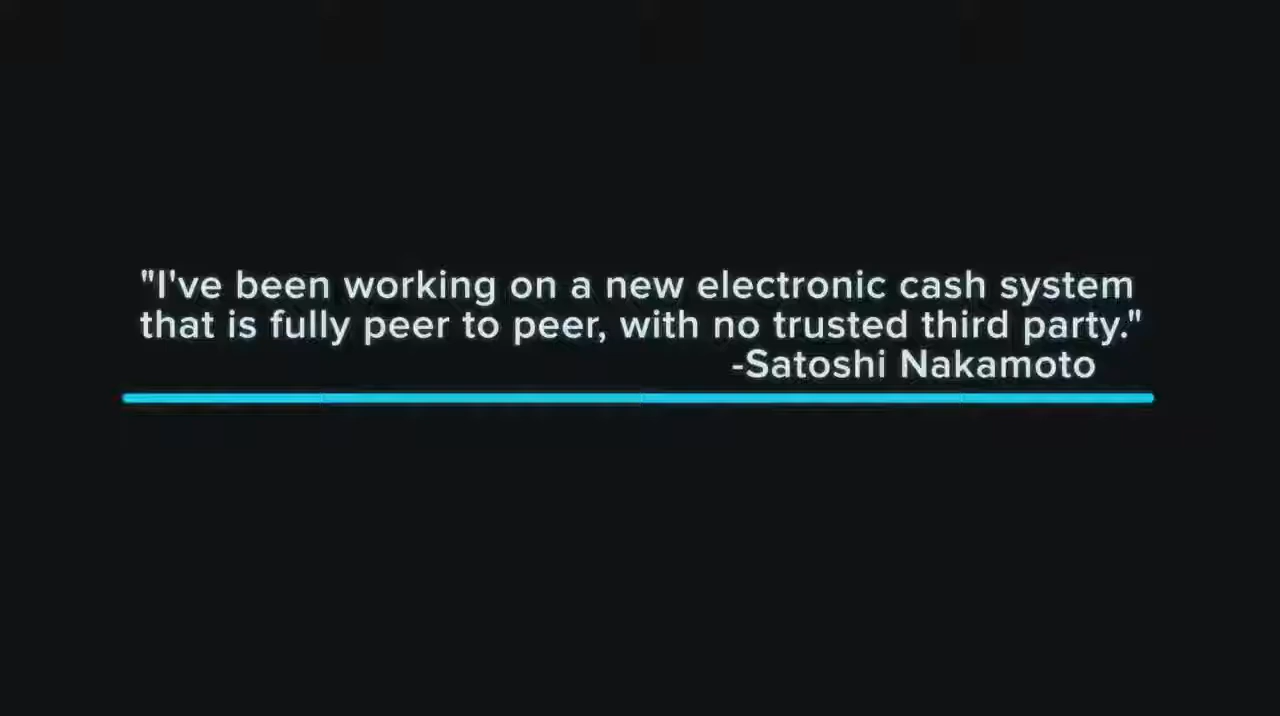 "I've been working on a new electronic cash system
that is fully peer to peer, with no trusted third party."
-Satoshi Nakamoto